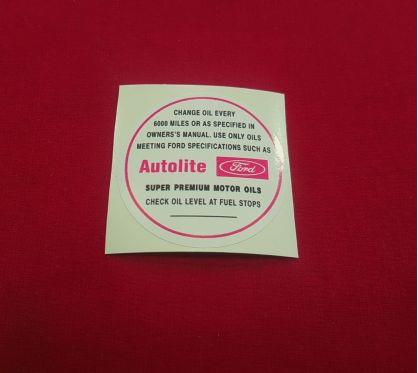 CHANGE OIL EVERY
6000 MILES OR AS SPECIFIED IN
OWNERS'S MANUAL. USE ONLY OILS
MEETING FORD SPECIFICATIONS SUCH AS
Autolite Ford
SUPER PREMIUM MOTOR OILS
CHECK OIL LEVEL AT FUEL STOPS